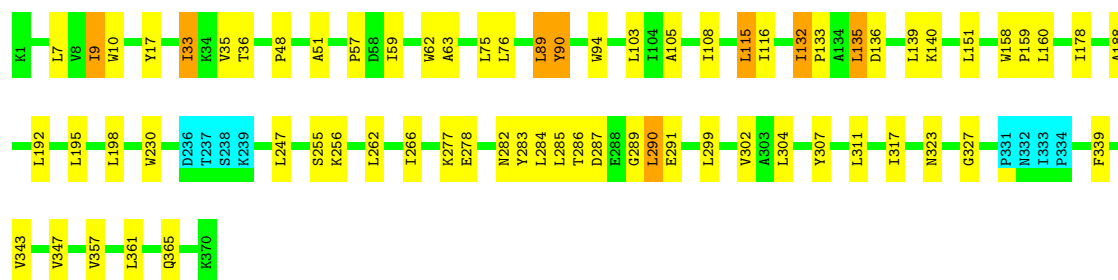 K1 L7 V8 I9 W10 Y17 I33 K34 V35 T36 P48 A51 P57 D58 I59 W62 A63 L75 L76 L89 Y90 W94 L103 I104 A105 I108 L115 I116 I132 P133 A134 L135 D136 L139 K140 L151 W158 P159 L160 I178 A188
L192 L195 L198 W230 D236 T237 S238 K239 L247 S255 K256 L262 I266 K277 E278 N282 Y283 L284 L285 T286 D287 E288 G289 L290 E291 L299 V302 A303 L304 Y307 L311 I317 N323 G327 P331 N332 I333 P334 F339
V343 V347 V357 L361 Q365 K370